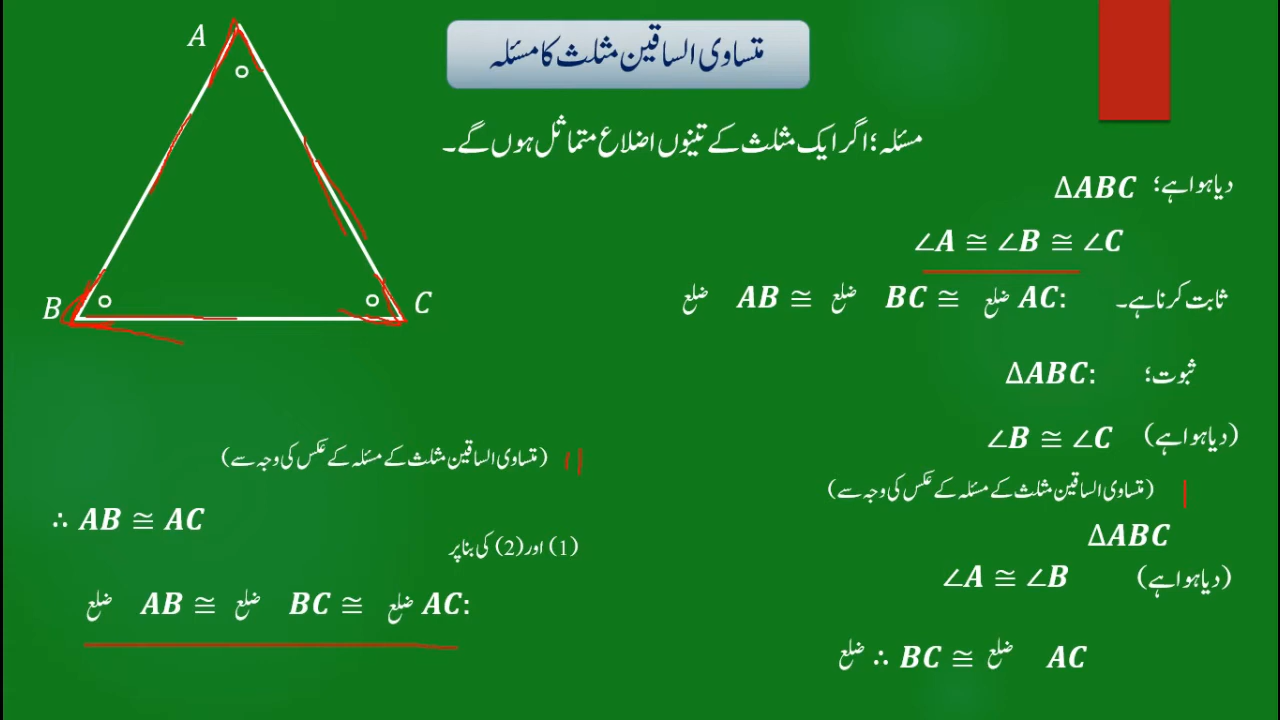 متساوی الساقین مثلث کا مسئلہ
مسئلہ؛ اگر ایک مثلث کے تینوں اضلاع متماثل ہوں گے۔
دیا ہوا ہے؛ ΔABC
∠A ≅ ∠B ≅ ∠C
ثابت کرنا ہے۔ ضلع AB ≅ ضلع BC ≅ ضلع AC:
ثبوت؛ ΔABC:
(دیا ہوا ہے) ∠B ≅ ∠C
(متساوی الساقین مثلث کے مسئلہ کے عکس کی وجہ سے)
ΔABC
(دیا ہوا ہے) ∠A ≅ ∠B
ضلع ∴ BC ≅ ضلع AC
(متساوی الساقین مثلث کے مسئلہ کے عکس کی وجہ سے)
∴ AB ≅ AC
(1) اور (2) کی بنا پر
ضلع AB ≅ ضلع BC ≅ ضلع AC:
A
B
C